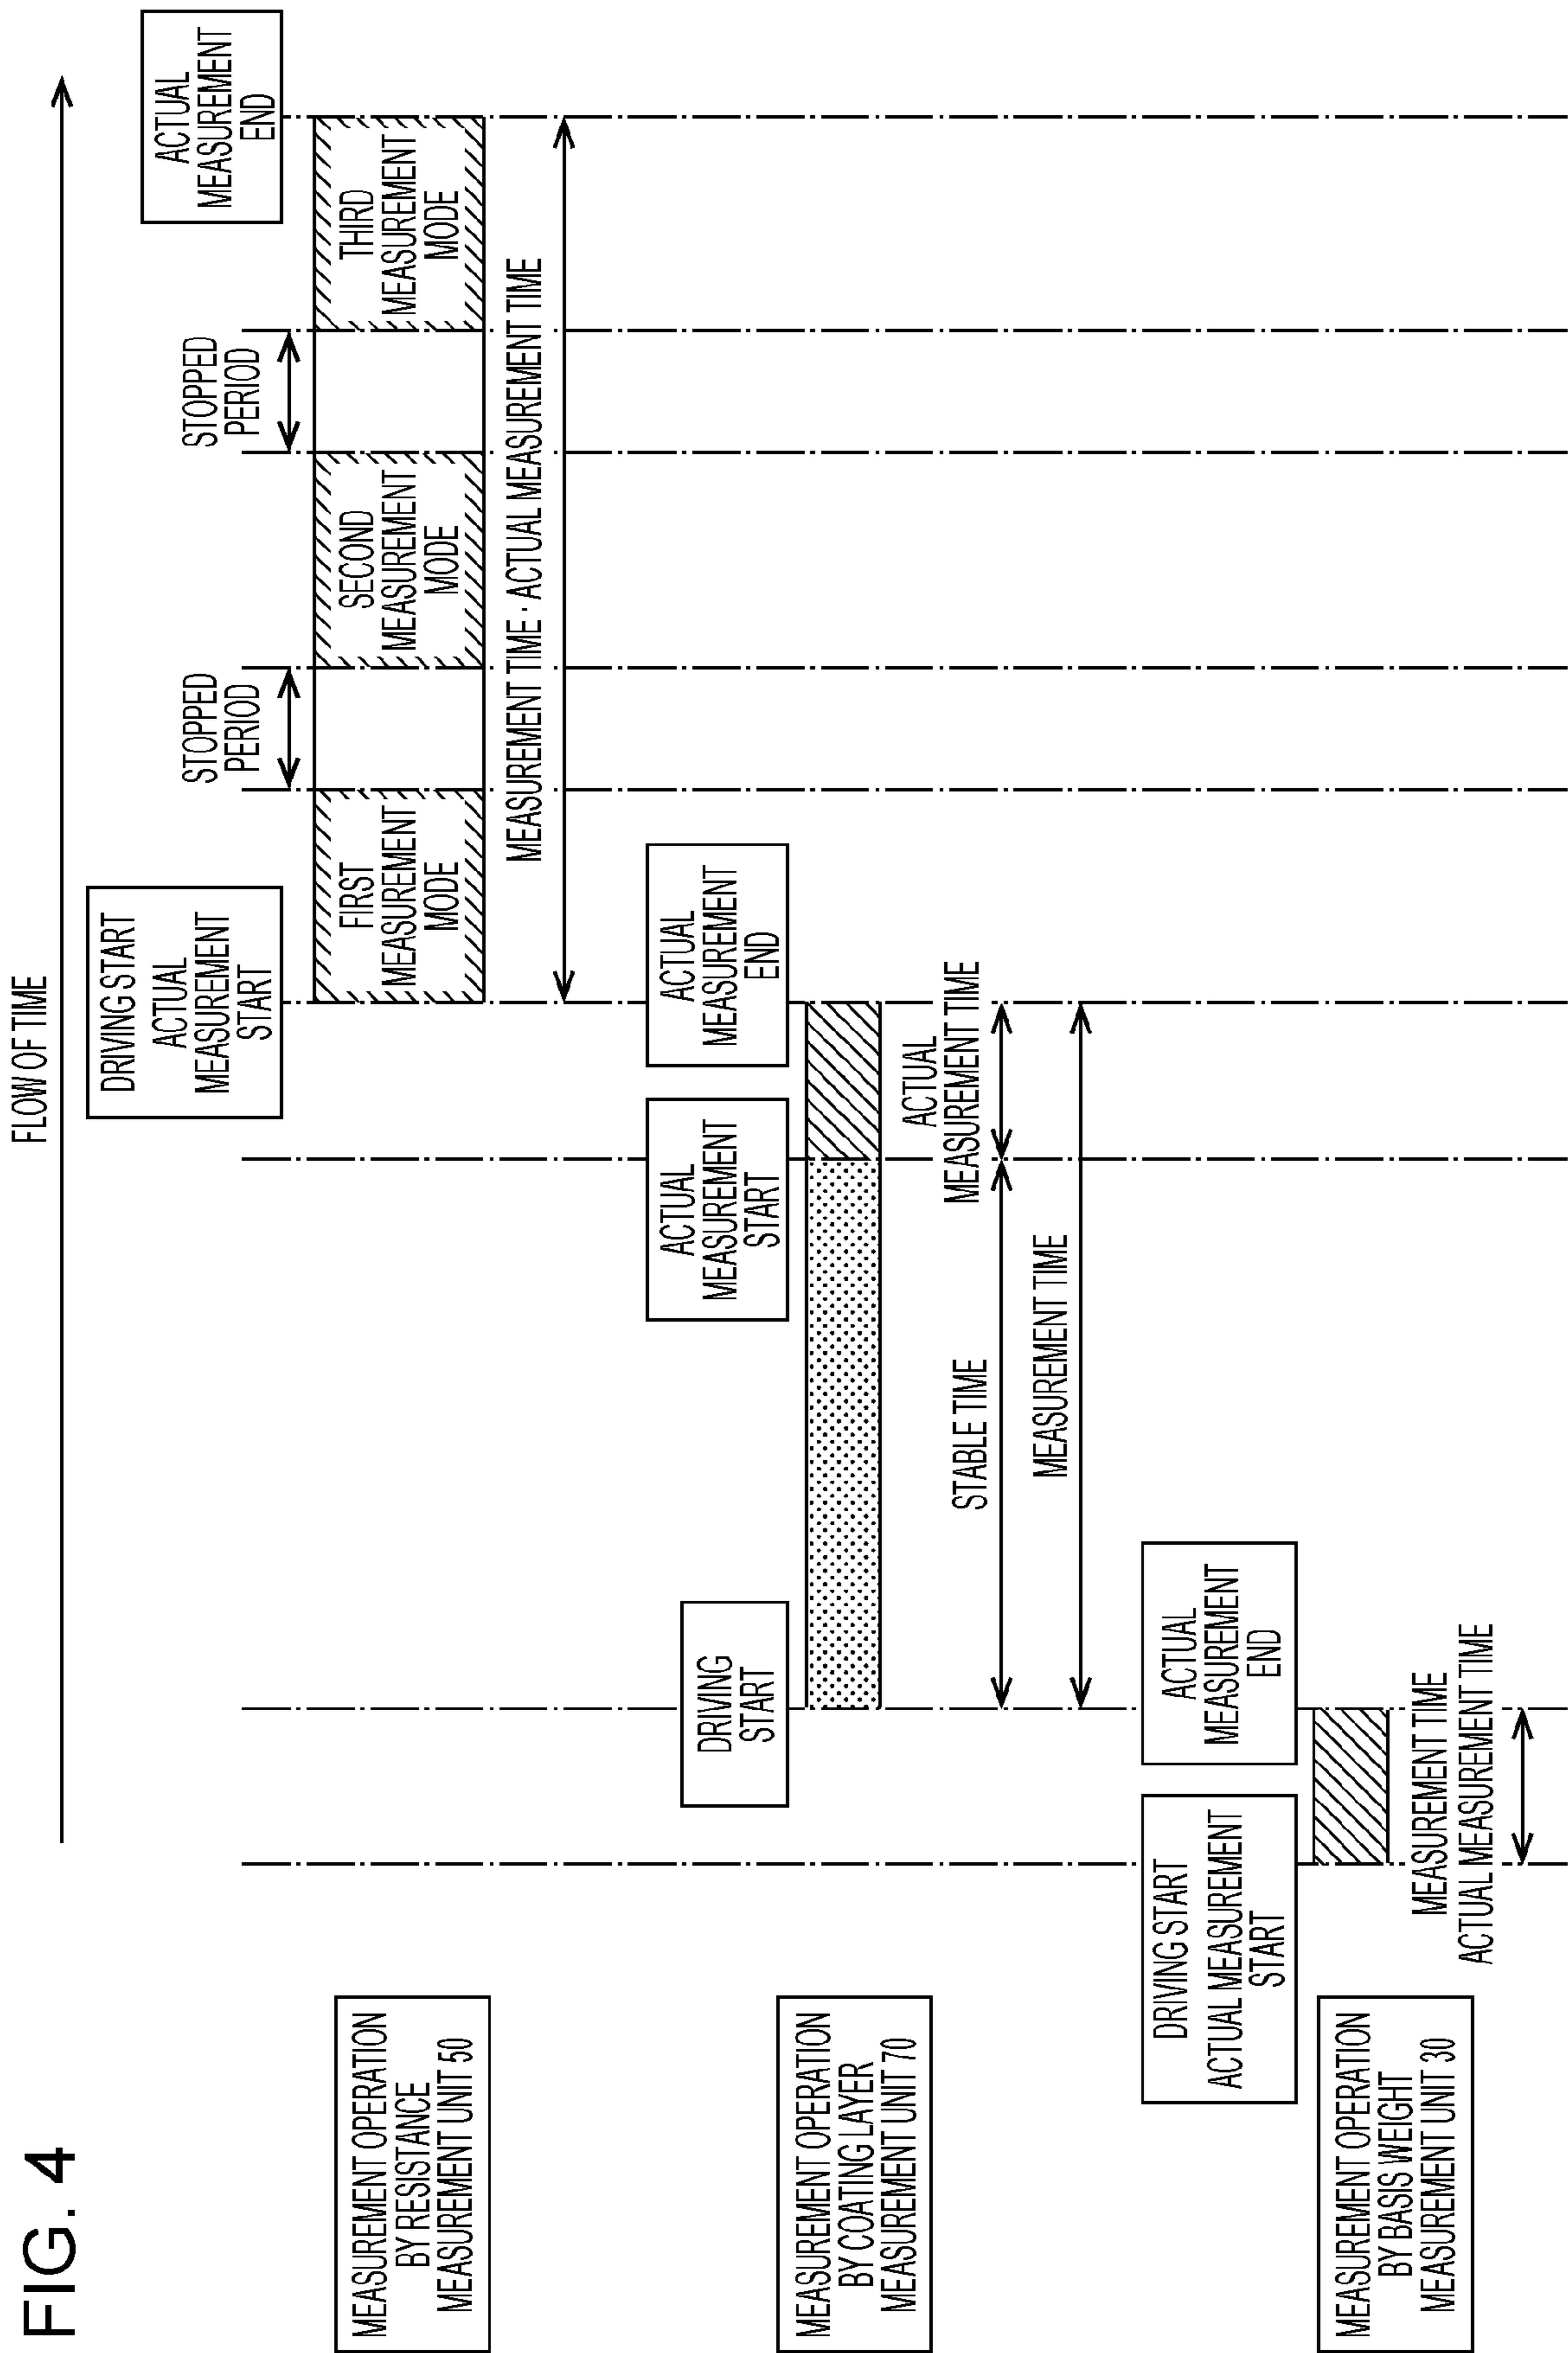 FIG. 4
FLOW OF TIME
MEASUREMENT OPERATION
BY RESISTANCE
MEASUREMENT UNIT 50
DRIVING START
ACTUAL
MEASUREMENT
START
STOPPED
PERIOD
STOPPED
PERIOD
ACTUAL
MEASUREMENT
END
FIRST
MEASUREMENT
MODE
SECOND
MEASUREMENT
MODE
THIRD
MEASUREMENT
MODE
MEASUREMENT TIME · ACTUAL MEASUREMENT TIME
MEASUREMENT OPERATION
BY COATING LAYER
MEASUREMENT UNIT 70
DRIVING
START
ACTUAL
MEASUREMENT
START
ACTUAL
MEASUREMENT
END
STABLE TIME
ACTUAL
MEASUREMENT TIME
MEASUREMENT TIME
MEASUREMENT OPERATION
BY BASIS WEIGHT
MEASUREMENT UNIT 30
DRIVING START
ACTUAL MEASUREMENT
START
ACTUAL
MEASUREMENT
END
MEASUREMENT TIME
ACTUAL MEASUREMENT TIME